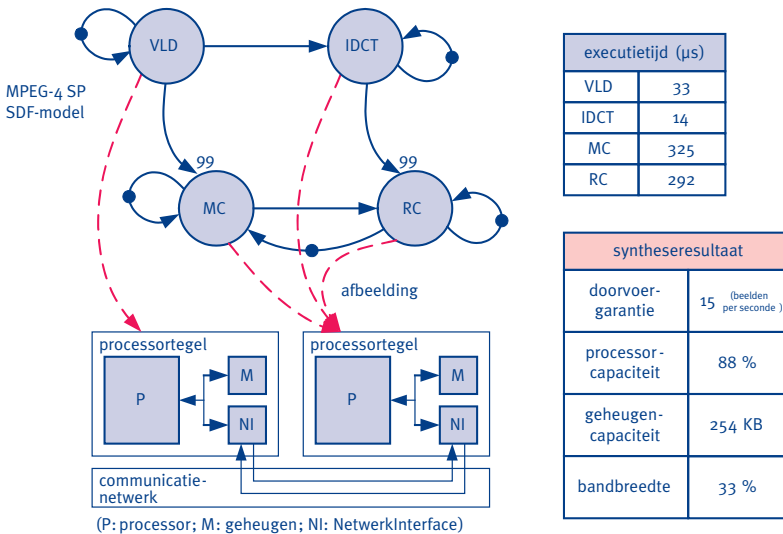 VLD
IDCT
MPEG-4 SP
SDF-model
99
99
MC
RC
afbeelding
processortegel
P
M
NI
processortegel
P
M
NI
communicatie-
netwerk
(P: processor; M: geheugen; NI: NetwerkInterface)
executietijd (µs)
VLD 33
IDCT 14
MC 325
RC 292
syntheseresultaat
doorvoer-
garantie
15 (beelden
per seconde )
processor-
capaciteit
88 %
geheugen-
capaciteit
254 KB
bandbreedte 33 %